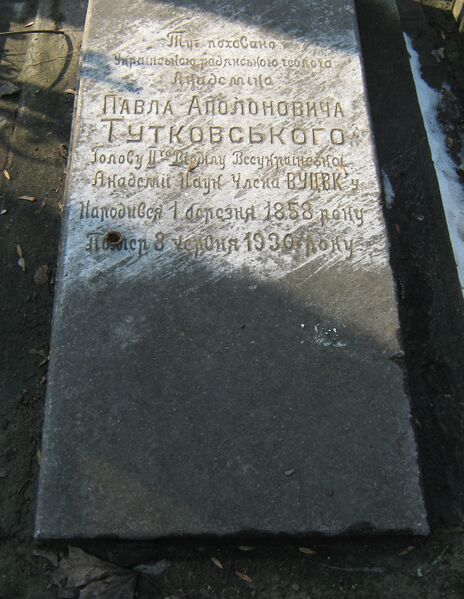 Тут поховано
Українського радянського геолога
Академіка
Павла Аполоновича
Тутковського
Голову ІІго Відділу Всеукраїнської
Академії Наук Члена ВУЦВК'у
Народився 1 березня 1858 року
Помер 3 червня 1930 року